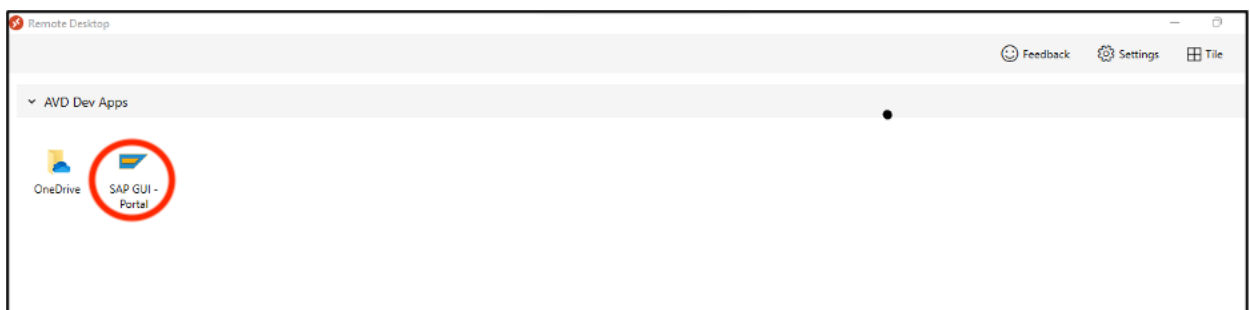 Remote Desktop
Feedback
Settings
Tile
AVD Dev Apps
OneDrive
SAP GUI -
Portal